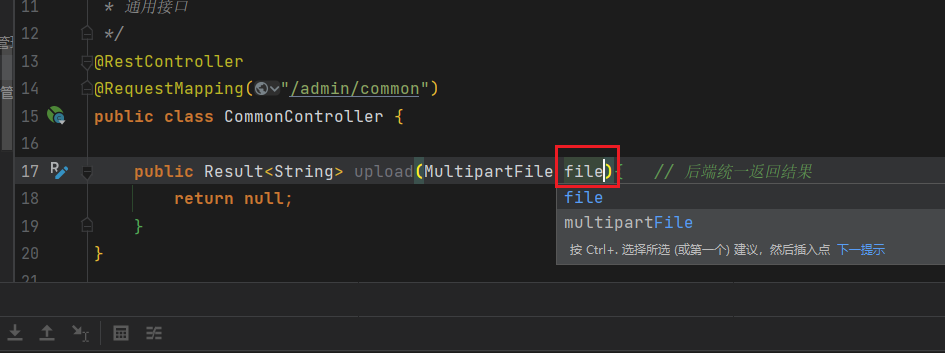 11 * 通用接口
12 */
13 @RestController
14 @RequestMapping("/admin/common")
15 public class CommonController {
16
17 public Result<String> upload(MultipartFile file){ // 后端统一返回结果
file
18 return null;
multipartFile
19 }
按 Ctrl+. 选择所选 (或第一个) 建议，然后插入点 下一提示
20 }
21
管